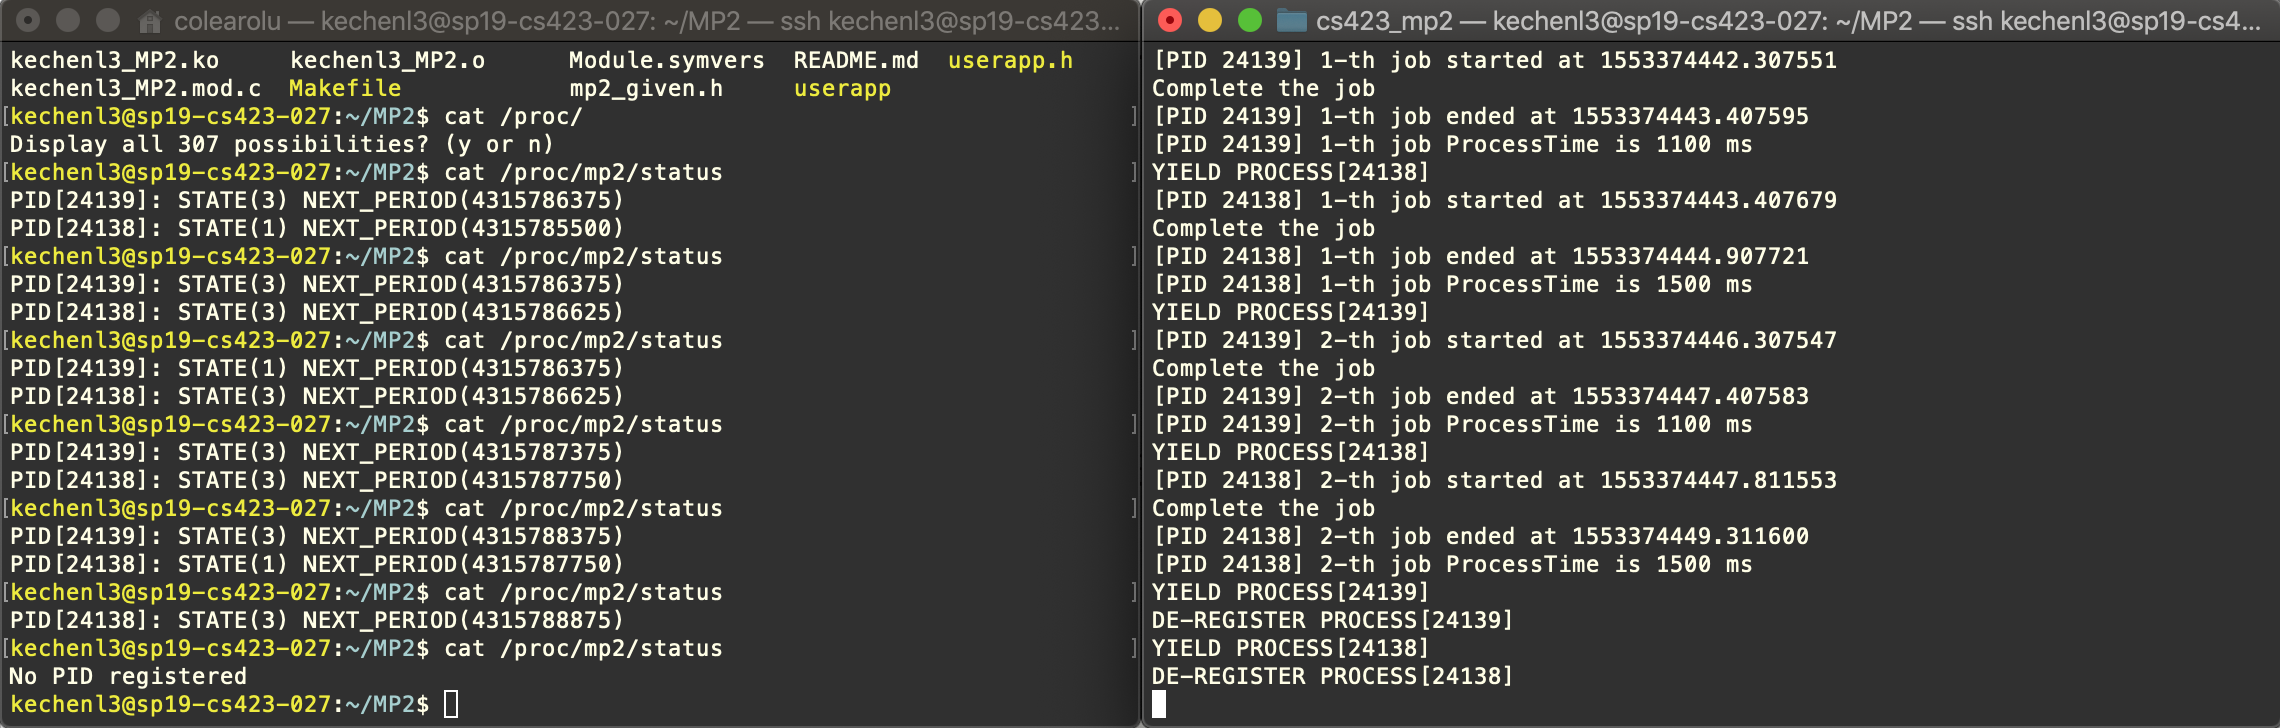 colearolu — kechenl3@sp19-cs423-027: ~/MP2 — ssh kechenl3@sp19-cs423...
kechenl3_MP2.ko kechenl3_MP2.o Module.symvers README.md userapp.h
kechenl3_MP2.mod.c Makefile mp2_given.h userapp
[kechenl3@sp19-cs423-027:~/MP2$ cat /proc/ ]
Display all 307 possibilities? (y or n)
[kechenl3@sp19-cs423-027:~/MP2$ cat /proc/mp2/status ]
PID[24139]: STATE(3) NEXT_PERIOD(4315786375)
PID[24138]: STATE(1) NEXT_PERIOD(4315785500)
[kechenl3@sp19-cs423-027:~/MP2$ cat /proc/mp2/status ]
PID[24139]: STATE(3) NEXT_PERIOD(4315786375)
PID[24138]: STATE(3) NEXT_PERIOD(4315786625)
[kechenl3@sp19-cs423-027:~/MP2$ cat /proc/mp2/status ]
PID[24139]: STATE(1) NEXT_PERIOD(4315786375)
PID[24138]: STATE(3) NEXT_PERIOD(4315786625)
[kechenl3@sp19-cs423-027:~/MP2$ cat /proc/mp2/status ]
PID[24139]: STATE(3) NEXT_PERIOD(4315787375)
PID[24138]: STATE(3) NEXT_PERIOD(4315787750)
[kechenl3@sp19-cs423-027:~/MP2$ cat /proc/mp2/status ]
PID[24139]: STATE(3) NEXT_PERIOD(4315788375)
PID[24138]: STATE(1) NEXT_PERIOD(4315787750)
[kechenl3@sp19-cs423-027:~/MP2$ cat /proc/mp2/status ]
PID[24138]: STATE(3) NEXT_PERIOD(4315788875)
[kechenl3@sp19-cs423-027:~/MP2$ cat /proc/mp2/status ]
No PID registered
kechenl3@sp19-cs423-027:~/MP2$
cs423_mp2 — kechenl3@sp19-cs423-027: ~/MP2 — ssh kechenl3@sp19-cs4...
[PID 24139] 1-th job started at 1553374442.307551
Complete the job
[PID 24139] 1-th job ended at 1553374443.407595
[PID 24139] 1-th job ProcessTime is 1100 ms
YIELD PROCESS[24138]
[PID 24138] 1-th job started at 1553374443.407679
Complete the job
[PID 24138] 1-th job ended at 1553374444.907721
[PID 24138] 1-th job ProcessTime is 1500 ms
YIELD PROCESS[24139]
[PID 24139] 2-th job started at 1553374446.307547
Complete the job
[PID 24139] 2-th job ended at 1553374447.407583
[PID 24139] 2-th job ProcessTime is 1100 ms
YIELD PROCESS[24138]
[PID 24138] 2-th job started at 1553374447.811553
Complete the job
[PID 24138] 2-th job ended at 1553374449.311600
[PID 24138] 2-th job ProcessTime is 1500 ms
YIELD PROCESS[24139]
DE-REGISTER PROCESS[24139]
YIELD PROCESS[24138]
DE-REGISTER PROCESS[24138]